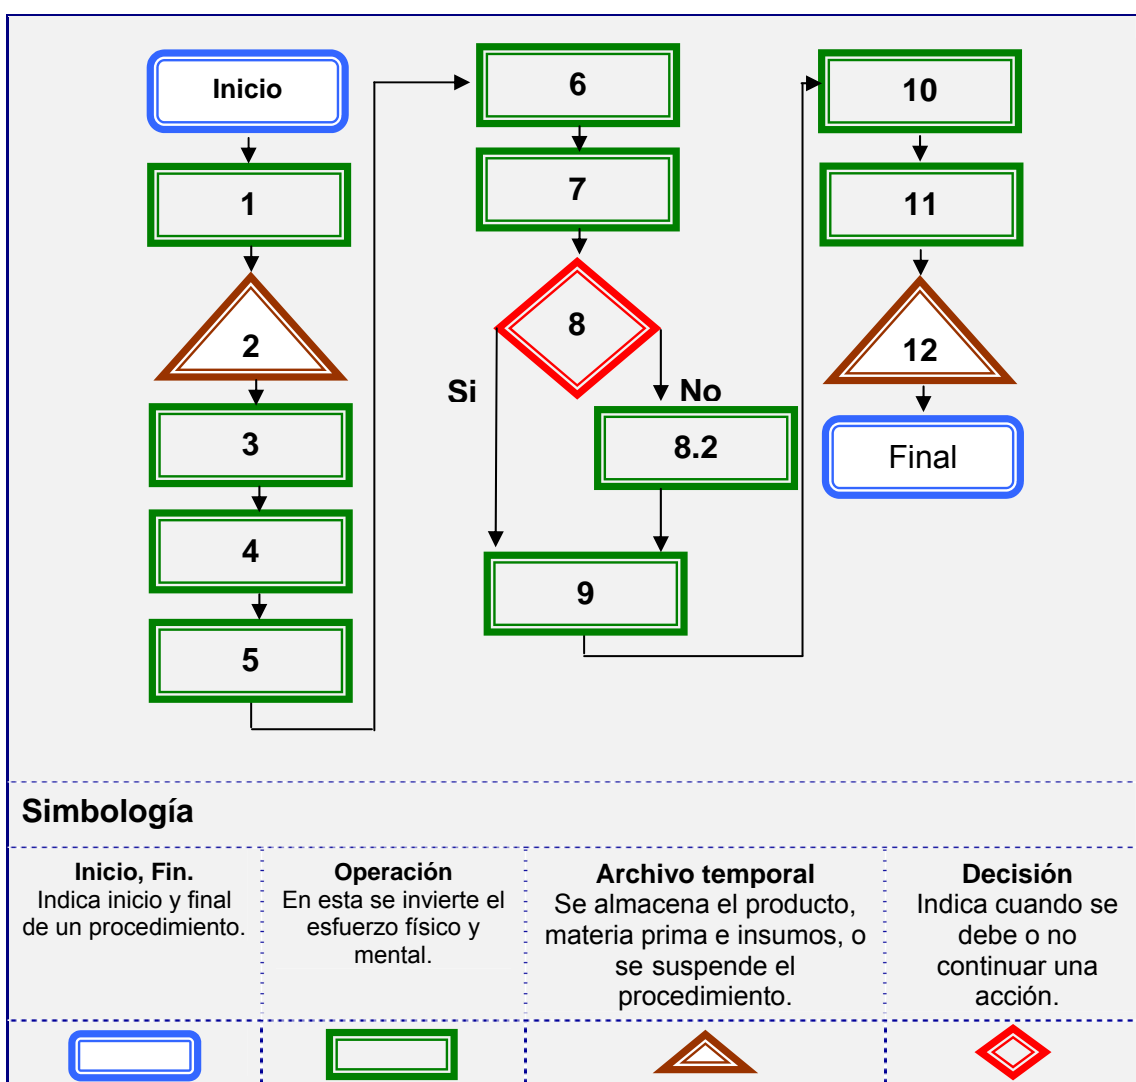 Inicio
1
2
3
4
5
6
7
8
Si
No
8.2
9
10
11
12
Final
Simbología
Inicio, Fin.
Indica inicio y final
de un procedimiento.
Operación
En esta se invierte el
esfuerzo físico y
mental.
Archivo temporal
Se almacena el producto,
materia prima e insumos, o
se suspende el
procedimiento.
Decisión
Indica cuando se
debe o no
continuar una
acción.